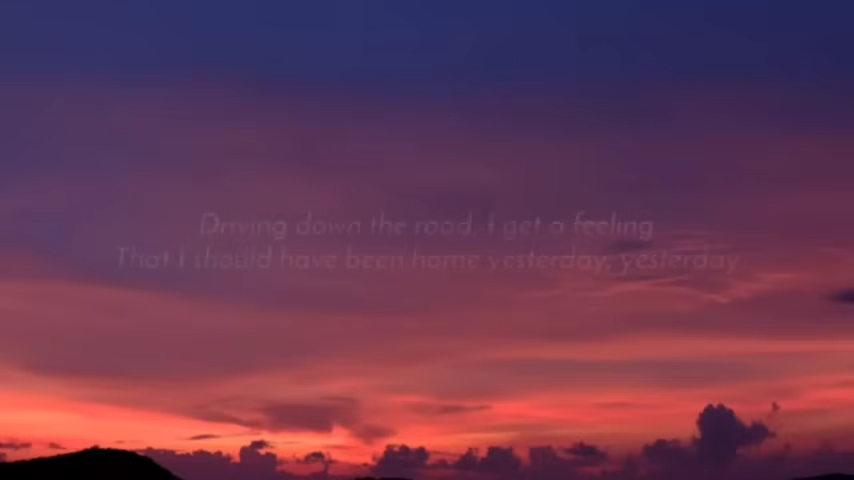 Driving down the road, I get a feeling
That I should have been home yesterday, yesterday